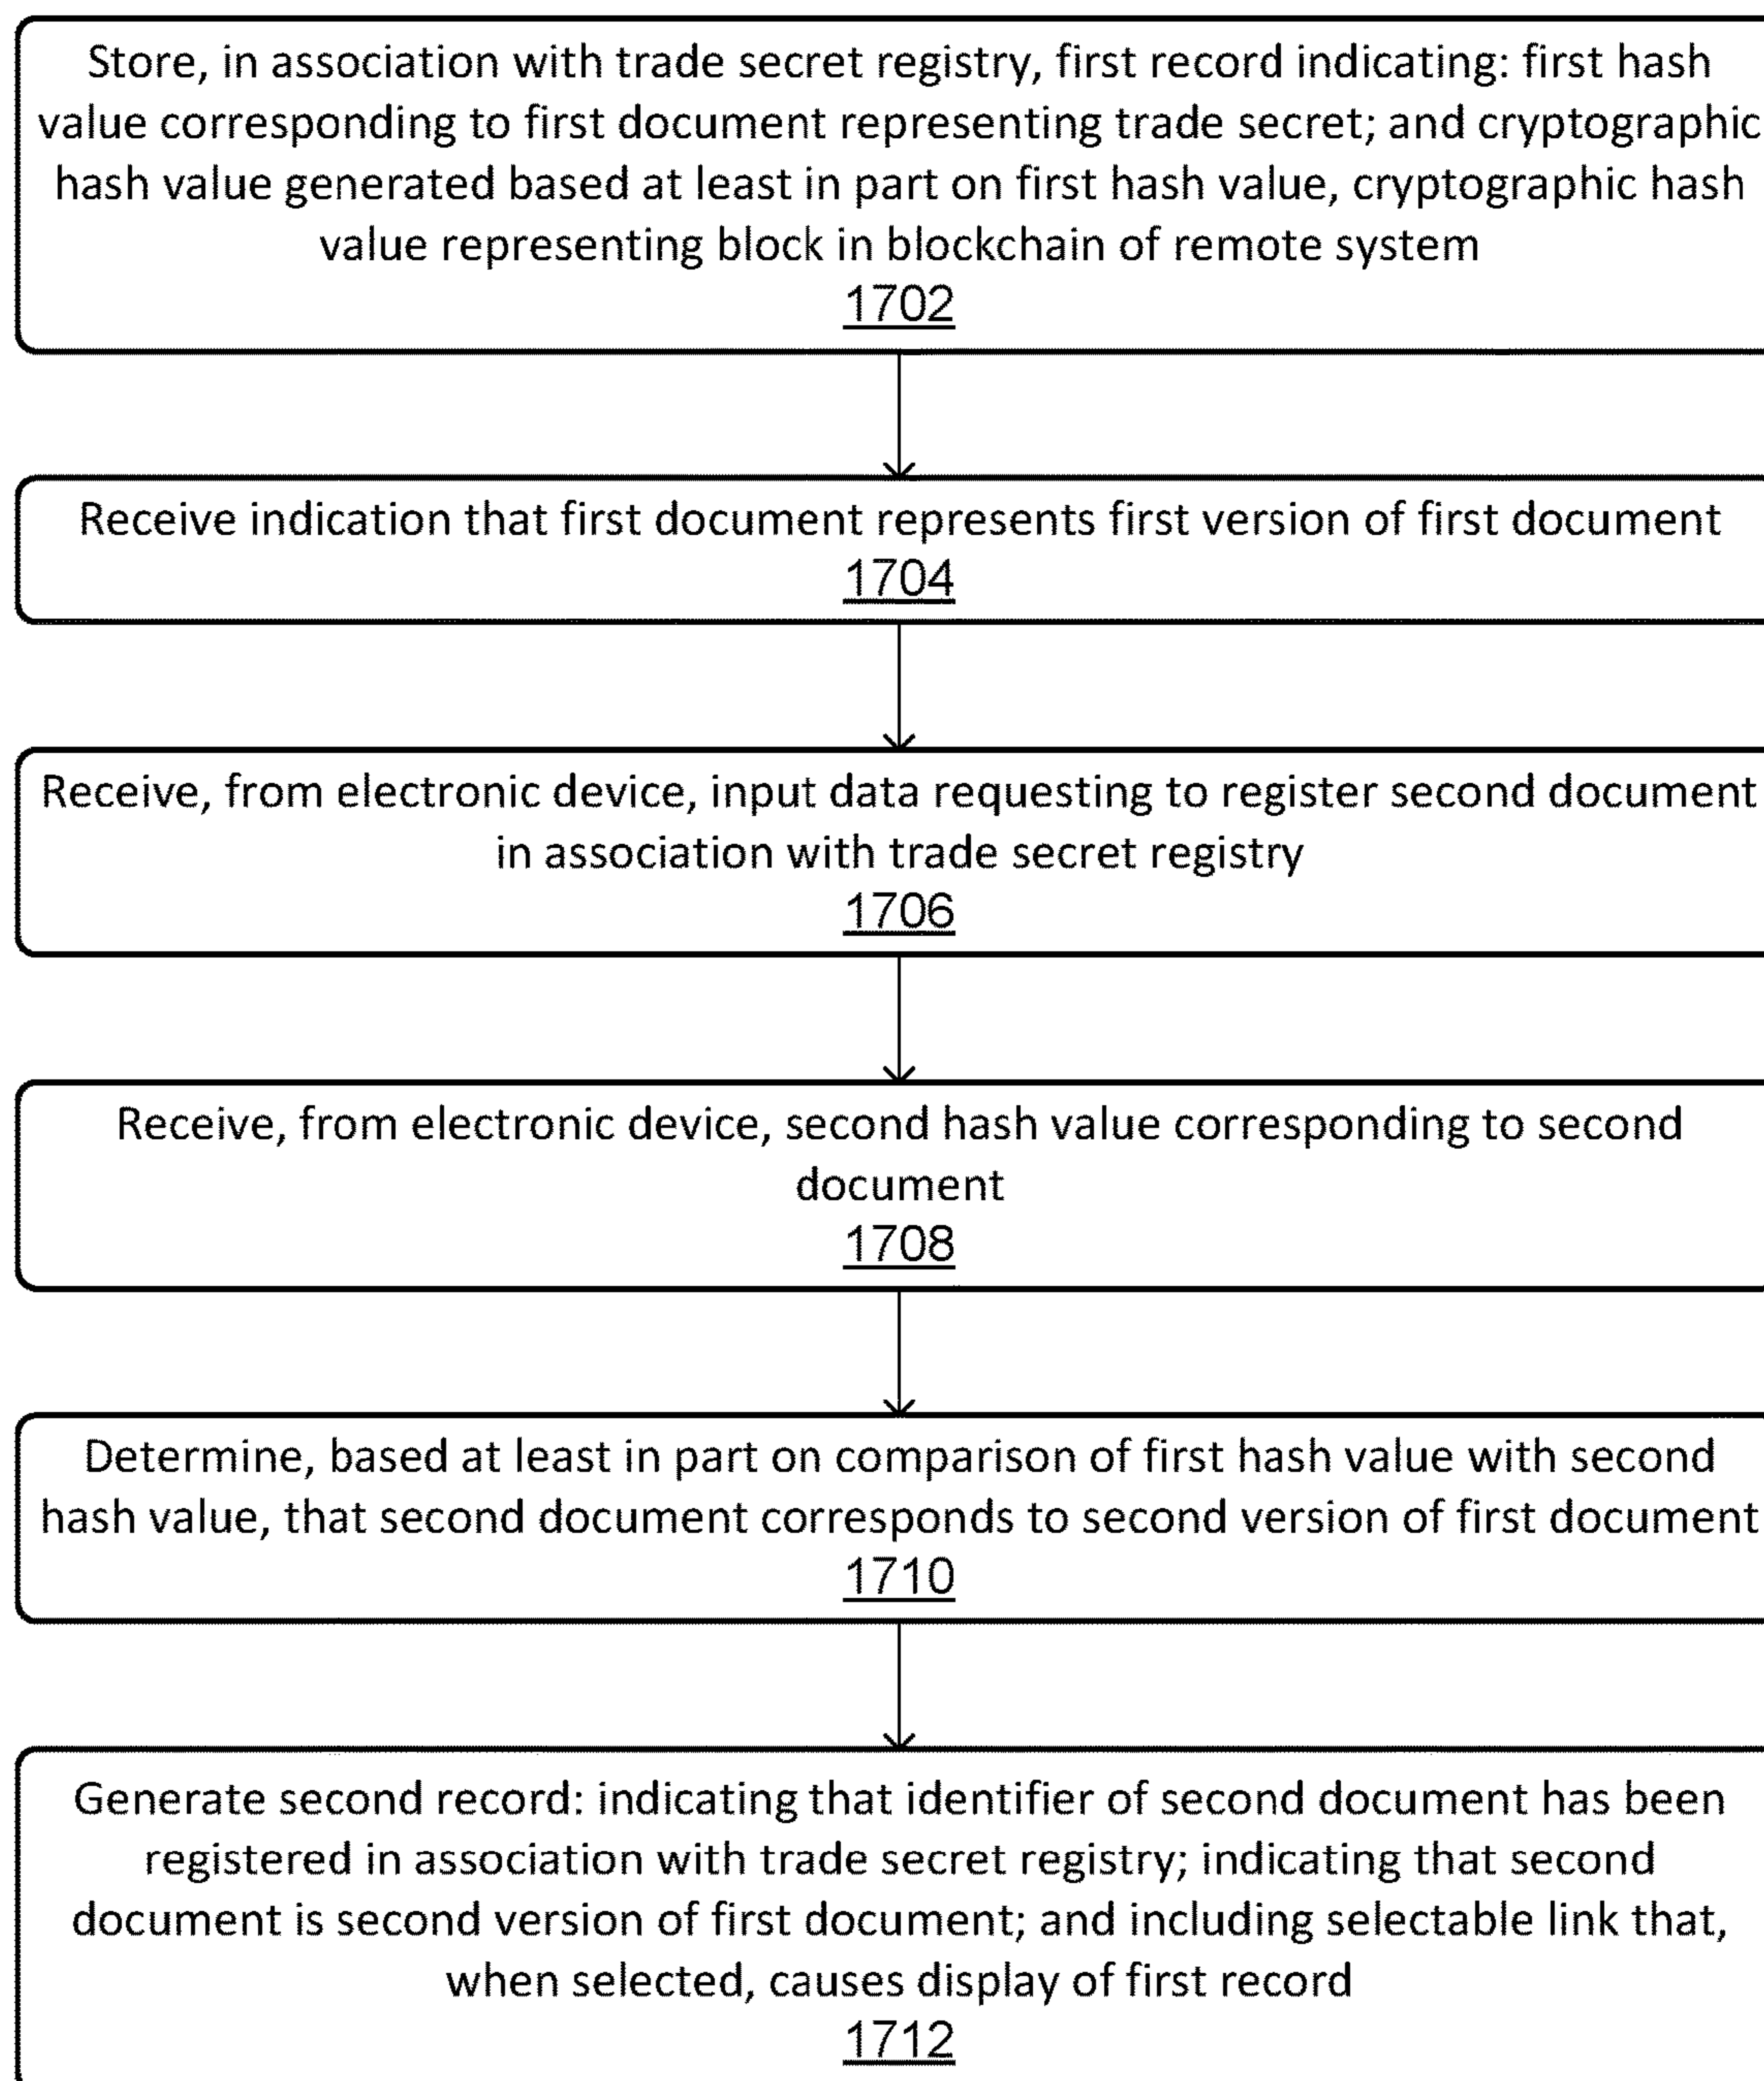 Store, in association with trade secret registry, first record indicating: first hash
value corresponding to first document representing trade secret; and cryptographic
hash value generated based at least in part on first hash value, cryptographic hash
value representing block in blockchain of remote system
1702
Receive indication that first document represents first version of first document
1704
Receive, from electronic device, input data requesting to register second document
in association with trade secret registry
1706
Receive, from electronic device, second hash value corresponding to second
document
1708
Determine, based at least in part on comparison of first hash value with second
hash value, that second document corresponds to second version of first document
1710
Generate second record: indicating that identifier of second document has been
registered in association with trade secret registry; indicating that second
document is second version of first document; and including selectable link that,
when selected, causes display of first record
1712